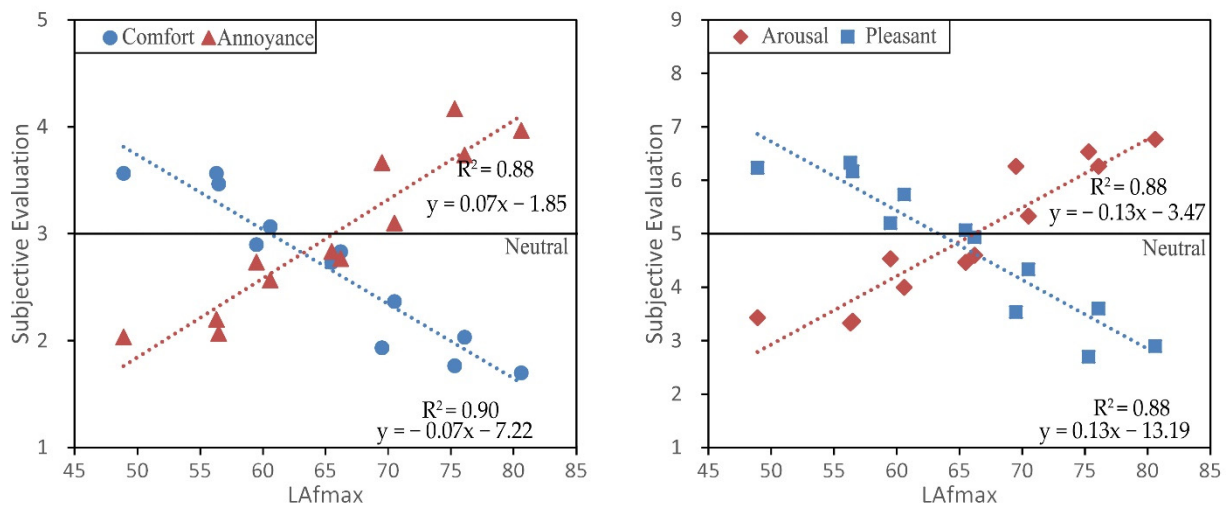 Comfort Annoyance
Subjective Evaluation
5
4
3
2
1
R² = 0.88
y = 0.07x − 1.85
Neutral
R² = 0.90
y = − 0.07x − 7.22
45 50 55 60 65 70 75 80 85
LAfmax
Arousal Pleasant
Subjective Evaluation
9
8
7
6
5
4
3
2
1
R² = 0.88
y = − 0.13x − 3.47
Neutral
R² = 0.88
y = 0.13x − 13.19
45 50 55 60 65 70 75 80 85
LAfmax